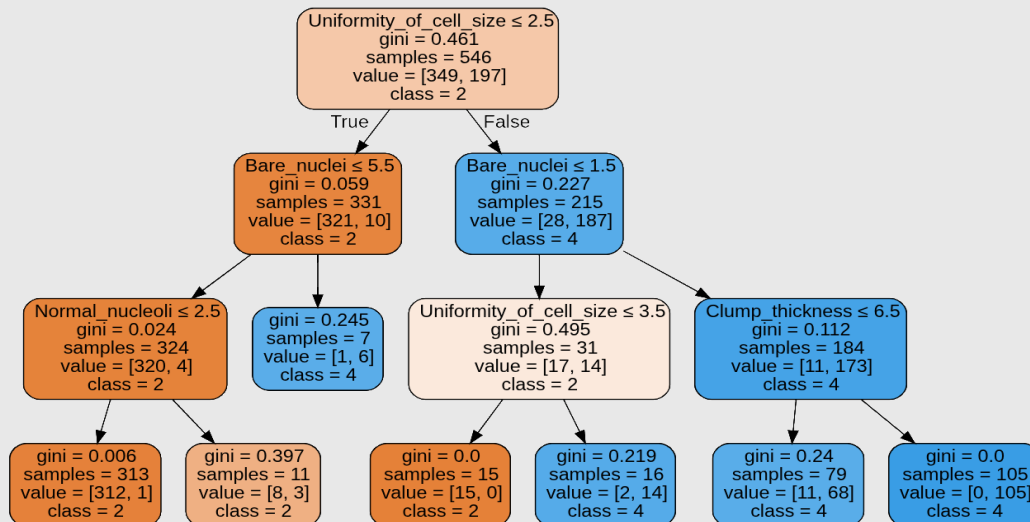 Uniformity_of_cell_size ≤ 2.5
gini = 0.461
samples = 546
value = [349, 197]
class = 2
True
False
Bare_nuclei ≤ 5.5
gini = 0.059
samples = 331
value = [321, 10]
class = 2
Bare_nuclei ≤ 1.5
gini = 0.227
samples = 215
value = [28, 187]
class = 4
Normal_nucleoli ≤ 2.5
gini = 0.024
samples = 324
value = [320, 4]
class = 2
gini = 0.245
samples = 7
value = [1, 6]
class = 4
Uniformity_of_cell_size ≤ 3.5
gini = 0.495
samples = 31
value = [17, 14]
class = 2
Clump_thickness ≤ 6.5
gini = 0.112
samples = 184
value = [11, 173]
class = 4
gini = 0.006
samples = 313
value = [312, 1]
class = 2
gini = 0.397
samples = 11
value = [8, 3]
class = 2
gini = 0.0
samples = 15
value = [15, 0]
class = 2
gini = 0.219
samples = 16
value = [2, 14]
class = 4
gini = 0.24
samples = 79
value = [11, 68]
class = 4
gini = 0.0
samples = 105
value = [0, 105]
class = 4